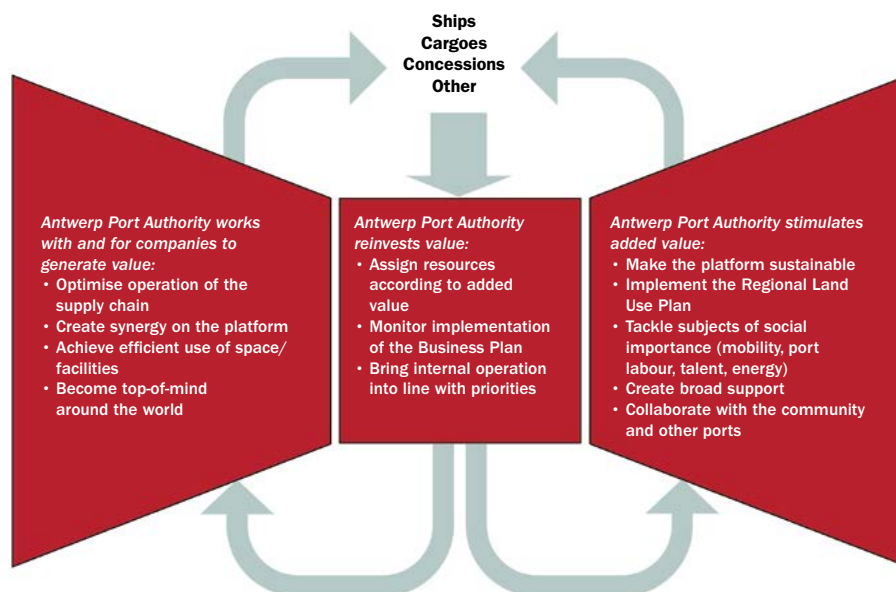 Ships
Cargoes
Concessions
Other
Antwerp Port Authority works
with and for companies to
generate value:
• Optimise operation of the
supply chain
• Create synergy on the platform
• Achieve efficient use of space/
facilities
• Become top-of-mind
around the world
Antwerp Port Authority
reinvests value:
• Assign resources
according to added
value
• Monitor implementation
of the Business Plan
• Bring internal operation
into line with priorities
Antwerp Port Authority stimulates
added value:
• Make the platform sustainable
• Implement the Regional Land
Use Plan
• Tackle subjects of social
importance (mobility, port
labour, talent, energy)
• Create broad support
• Collaborate with the community
and other ports